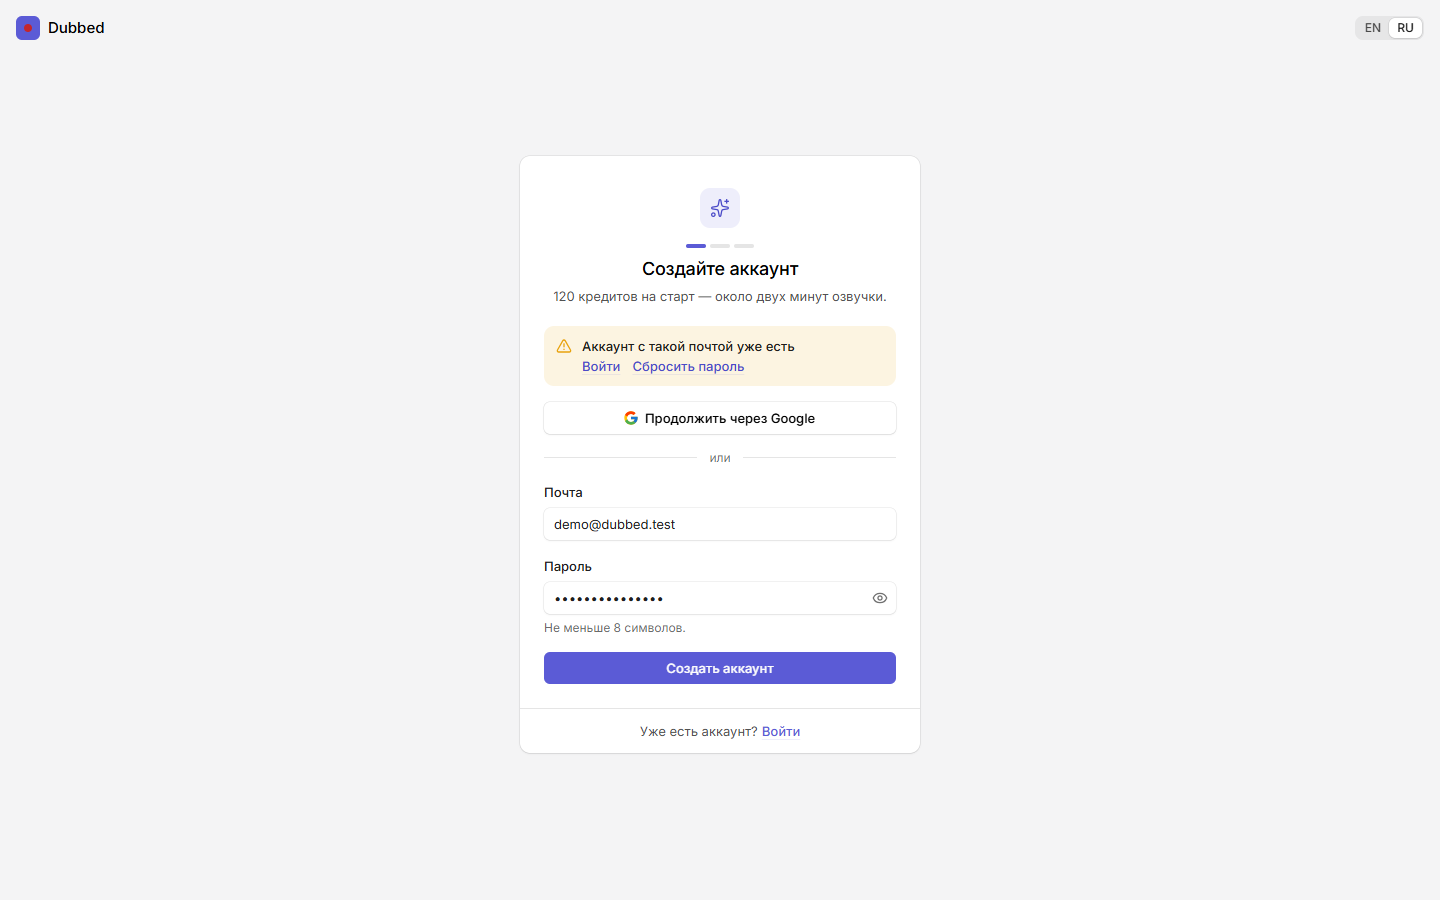 Dubbed
EN RU
Создайте аккаунт
120 кредитов на старт — около двух минут озвучки.
Аккаунт с такой почтой уже есть
Войти Сбросить пароль
Продолжить через Google
или
Почта
demo@dubbed.test
Пароль
•••••••••••••••
Не меньше 8 символов.
Создать аккаунт
Уже есть аккаунт? Войти